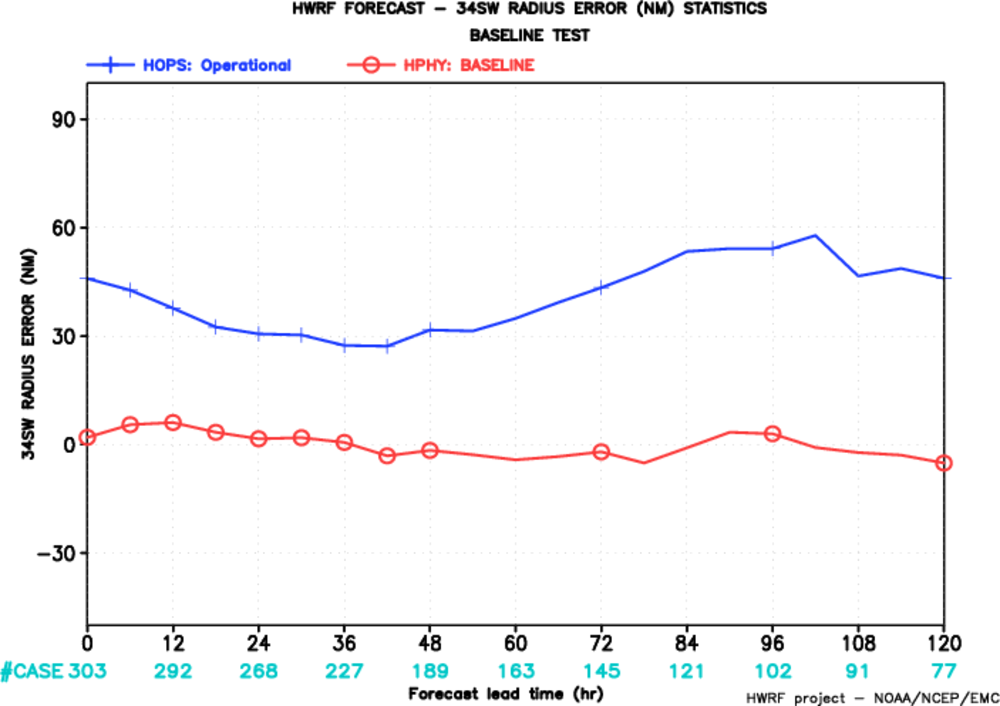 HWRF FORECAST – 34SW RADIUS ERROR (NM) STATISTICS
BASELINE TEST
HOPS: Operational HPHY: BASELINE
90
60
30
0
−30
34SW RADIUS ERROR (NM)
0 12 24 36 48 60 72 84 96 108 120
#CASE 303 292 268 227 189 163 145 121 102 91 77
Forecast lead time (hr)
HWRF project – NOAA/NCEP/EMC